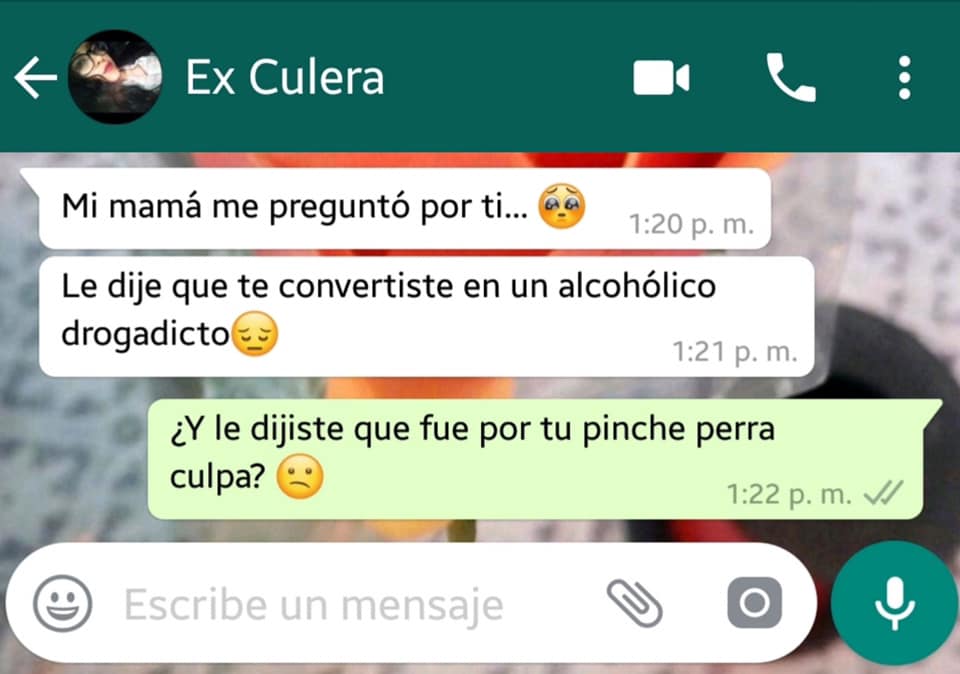 Ex Culera
Mi mamá me preguntó por ti... 🥺
1:20 p. m.
Le dije que te convertiste en un alcohólico
drogadicto😔
1:21 p. m.
¿Y le dijiste que fue por tu pinche perra
culpa? 🙁
1:22 p. m.
Escribe un mensaje